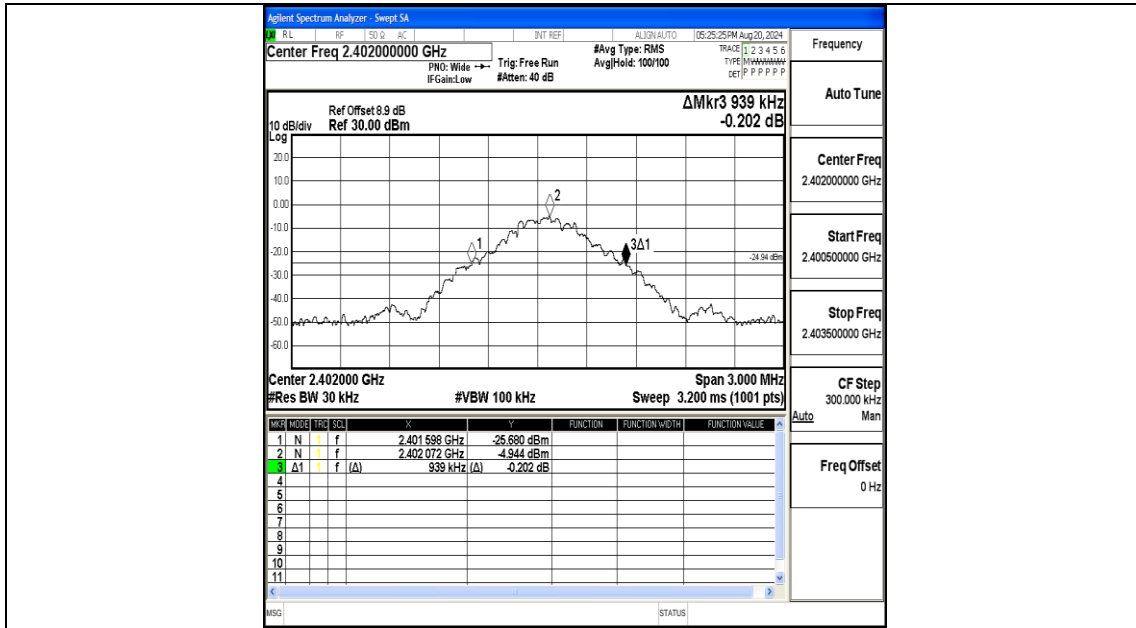 Agilent Spectrum Analyzer - Swept SA
RL RF 50 Ω AC INT REF ALIGN AUTO 05:25:25 PM Aug 20, 2024
Center Freq 2.402000000 GHz
PNO: Wide
IFGain:Low
Trig: Free Run
#Atten: 40 dB
#Avg Type: RMS
Avg|Hold: 100/100
TRACE 1 2 3 4 5 6
TYPE MWWWWW
DET P P P P P P
Frequency
Ref Offset 8.9 dB
10 dB/div Ref 30.00 dBm
Log
ΔMkr3 939 kHz
-0.202 dB
20.0
10.0
0.00
-10.0
-20.0
-30.0
-40.0
-50.0
-60.0
1
2
3Δ1
-24.94 dBm
Center 2.402000 GHz Span 3.000 MHz
#Res BW 30 kHz #VBW 100 kHz Sweep 3.200 ms (1001 pts)
MKR MODE TRC SCL X Y FUNCTION FUNCTION WIDTH FUNCTION VALUE
1 N 1 f 2.401 598 GHz -25.680 dBm
2 N 1 f 2.402 072 GHz -4.944 dBm
3 Δ1 1 f (Δ) 939 kHz (Δ) -0.202 dB
4
5
6
7
8
9
10
11
MSG STATUS
Auto Tune
Center Freq
2.402000000 GHz
Start Freq
2.400500000 GHz
Stop Freq
2.403500000 GHz
CF Step
300.000 kHz
Auto Man
Freq Offset
0 Hz